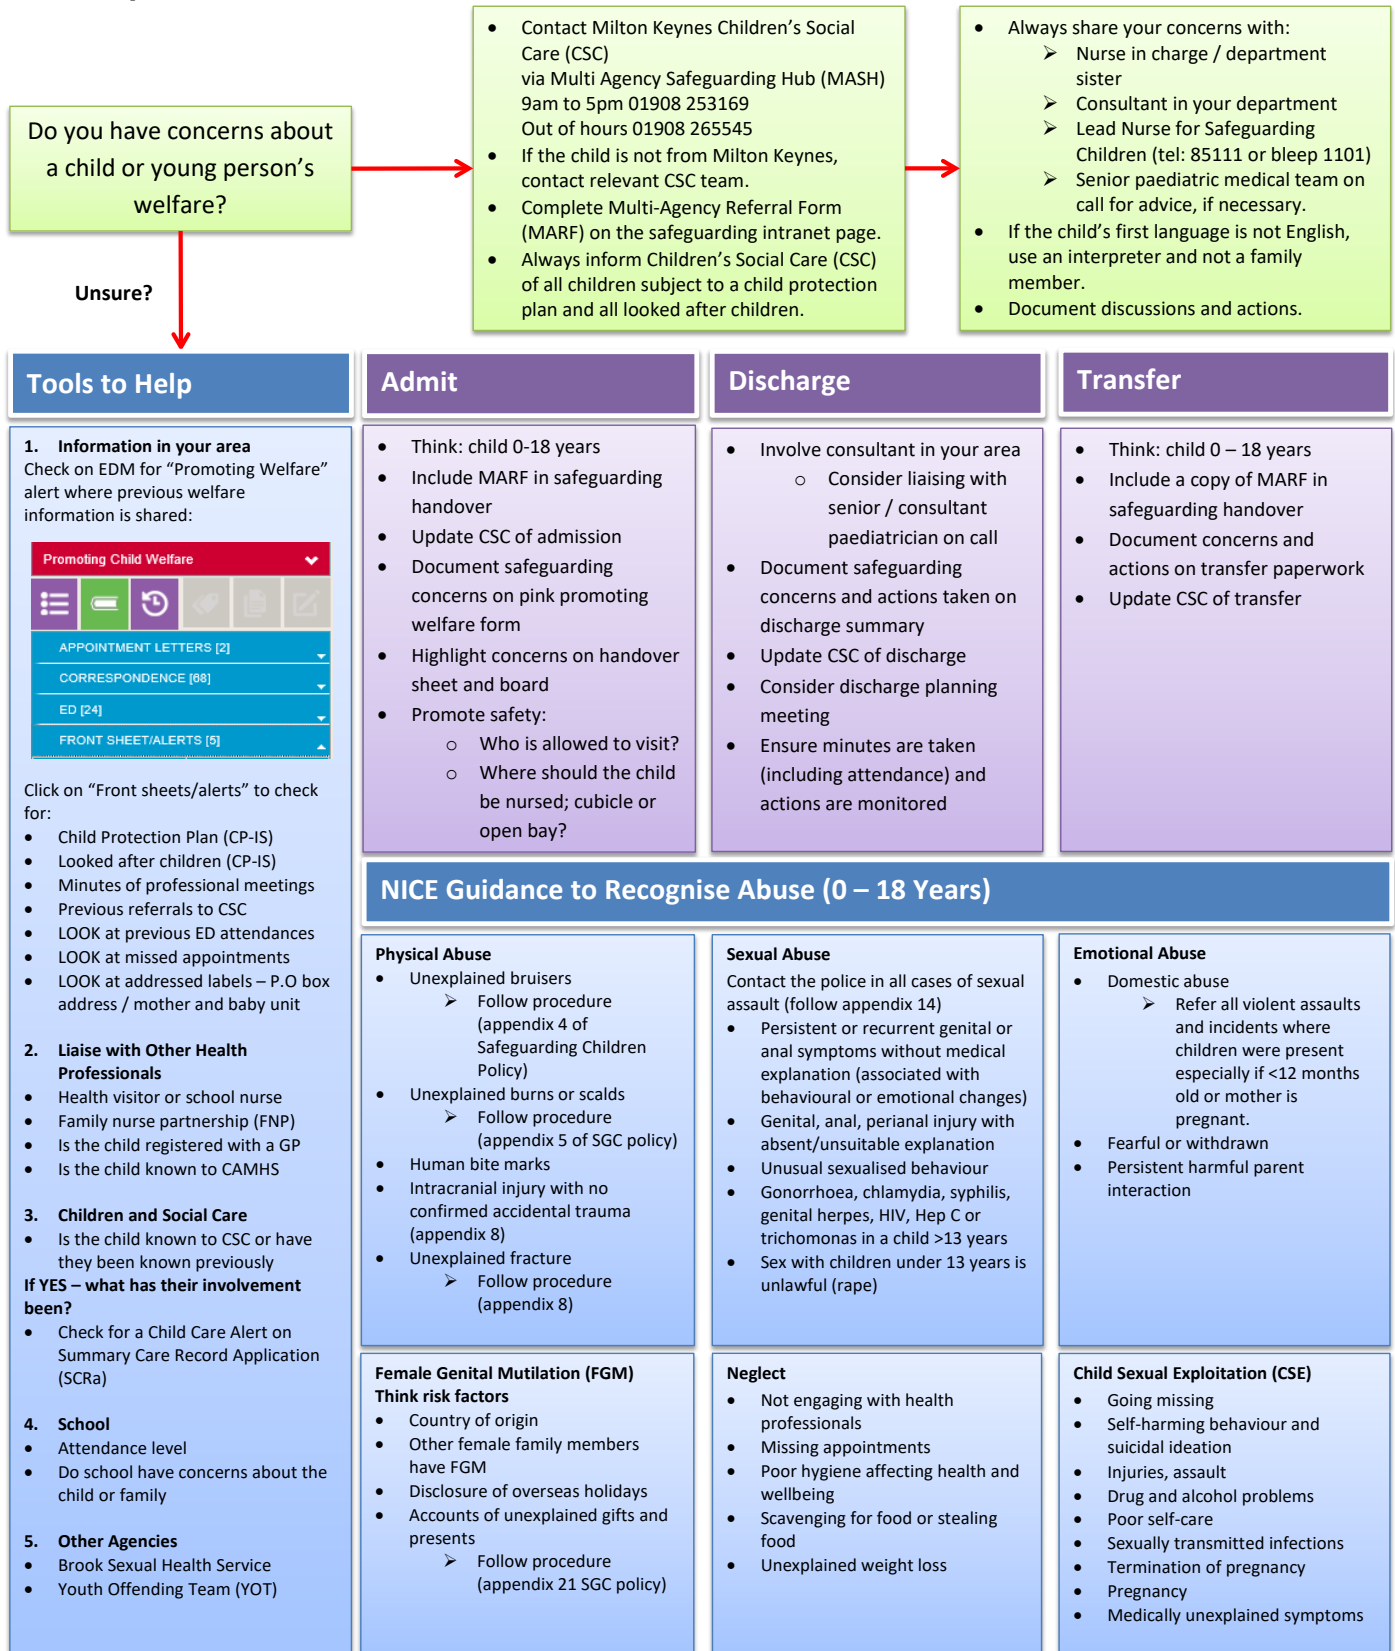 Do you have concerns about
a child or young person’s
welfare?
Unsure?
• Contact Milton Keynes Children’s Social
Care (CSC)
via Multi Agency Safeguarding Hub (MASH)
9am to 5pm 01908 253169
Out of hours 01908 265545
• If the child is not from Milton Keynes,
contact relevant CSC team.
• Complete Multi-Agency Referral Form
(MARF) on the safeguarding intranet page.
• Always inform Children’s Social Care (CSC)
of all children subject to a child protection
plan and all looked after children.
• Always share your concerns with:
➢ Nurse in charge / department
sister
➢ Consultant in your department
➢ Lead Nurse for Safeguarding
Children (tel: 85111 or bleep 1101)
➢ Senior paediatric medical team on
call for advice, if necessary.
• If the child’s first language is not English,
use an interpreter and not a family
member.
• Document discussions and actions.
Tools to Help
1. Information in your area
Check on EDM for “Promoting Welfare”
alert where previous welfare
information is shared:
Promoting Child Welfare
APPOINTMENT LETTERS [2]
CORRESPONDENCE [68]
ED [24]
FRONT SHEET/ALERTS [5]
Click on “Front sheets/alerts” to check
for:
• Child Protection Plan (CP-IS)
• Looked after children (CP-IS)
• Minutes of professional meetings
• Previous referrals to CSC
• LOOK at previous ED attendances
• LOOK at missed appointments
• LOOK at addressed labels – P.O box
address / mother and baby unit
2. Liaise with Other Health
Professionals
• Health visitor or school nurse
• Family nurse partnership (FNP)
• Is the child registered with a GP
• Is the child known to CAMHS
3. Children and Social Care
• Is the child known to CSC or have
they been known previously
If YES – what has their involvement
been?
• Check for a Child Care Alert on
Summary Care Record Application
(SCRa)
4. School
• Attendance level
• Do school have concerns about the
child or family
5. Other Agencies
• Brook Sexual Health Service
• Youth Offending Team (YOT)
Admit
• Think: child 0-18 years
• Include MARF in safeguarding
handover
• Update CSC of admission
• Document safeguarding
concerns on pink promoting
welfare form
• Highlight concerns on handover
sheet and board
• Promote safety:
o Who is allowed to visit?
o Where should the child
be nursed; cubicle or
open bay?
Discharge
• Involve consultant in your area
o Consider liaising with
senior / consultant
paediatrician on call
• Document safeguarding
concerns and actions taken on
discharge summary
• Update CSC of discharge
• Consider discharge planning
meeting
• Ensure minutes are taken
(including attendance) and
actions are monitored
Transfer
• Think: child 0 – 18 years
• Include a copy of MARF in
safeguarding handover
• Document concerns and
actions on transfer paperwork
• Update CSC of transfer
NICE Guidance to Recognise Abuse (0 – 18 Years)
Physical Abuse
• Unexplained bruisers
➢ Follow procedure
(appendix 4 of
Safeguarding Children
Policy)
• Unexplained burns or scalds
➢ Follow procedure
(appendix 5 of SGC policy)
• Human bite marks
• Intracranial injury with no
confirmed accidental trauma
(appendix 8)
• Unexplained fracture
➢ Follow procedure
(appendix 8)
Sexual Abuse
Contact the police in all cases of sexual
assault (follow appendix 14)
• Persistent or recurrent genital or
anal symptoms without medical
explanation (associated with
behavioural or emotional changes)
• Genital, anal, perianal injury with
absent/unsuitable explanation
• Unusual sexualised behaviour
• Gonorrhoea, chlamydia, syphilis,
genital herpes, HIV, Hep C or
trichomonas in a child >13 years
• Sex with children under 13 years is
unlawful (rape)
Emotional Abuse
• Domestic abuse
➢ Refer all violent assaults
and incidents where
children were present
especially if <12 months
old or mother is
pregnant.
• Fearful or withdrawn
• Persistent harmful parent
interaction
Female Genital Mutilation (FGM)
Think risk factors
• Country of origin
• Other female family members
have FGM
• Disclosure of overseas holidays
• Accounts of unexplained gifts and
presents
➢ Follow procedure
(appendix 21 SGC policy)
Neglect
• Not engaging with health
professionals
• Missing appointments
• Poor hygiene affecting health and
wellbeing
• Scavenging for food or stealing
food
• Unexplained weight loss
Child Sexual Exploitation (CSE)
• Going missing
• Self-harming behaviour and
suicidal ideation
• Injuries, assault
• Drug and alcohol problems
• Poor self-care
• Sexually transmitted infections
• Termination of pregnancy
• Pregnancy
• Medically unexplained symptoms